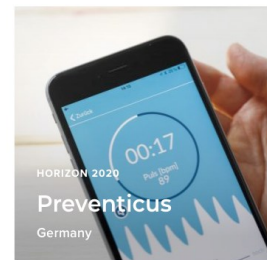 Zurück
00:17
Puls [bpm]
89
HORIZON 2020
Preventicus
Germany